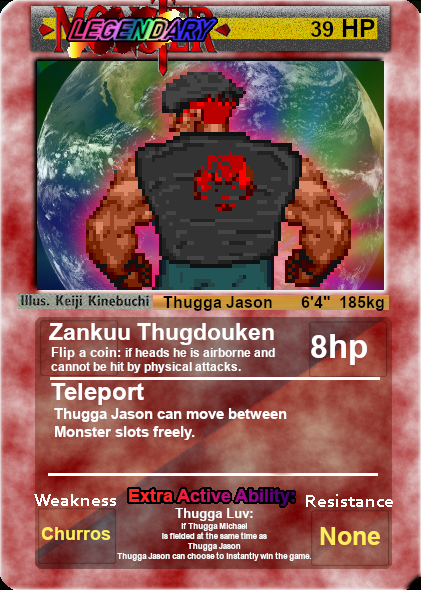 MONSTER
LEGENDARY
39 HP
Illus. Keiji Kinebuchi
Thugga Jason 6'4" 185kg
Zankuu Thugdouken
Flip a coin: if heads he is airborne and
cannot be hit by physical attacks.
8hp
Teleport
Thugga Jason can move between
Monster slots freely.
Weakness
Churros
Extra Active Ability:
Thugga Luv:
If Thugga Michael
is fielded at the same time as
Thugga Jason
Thugga Jason can choose to instantly win the game.
Resistance
None